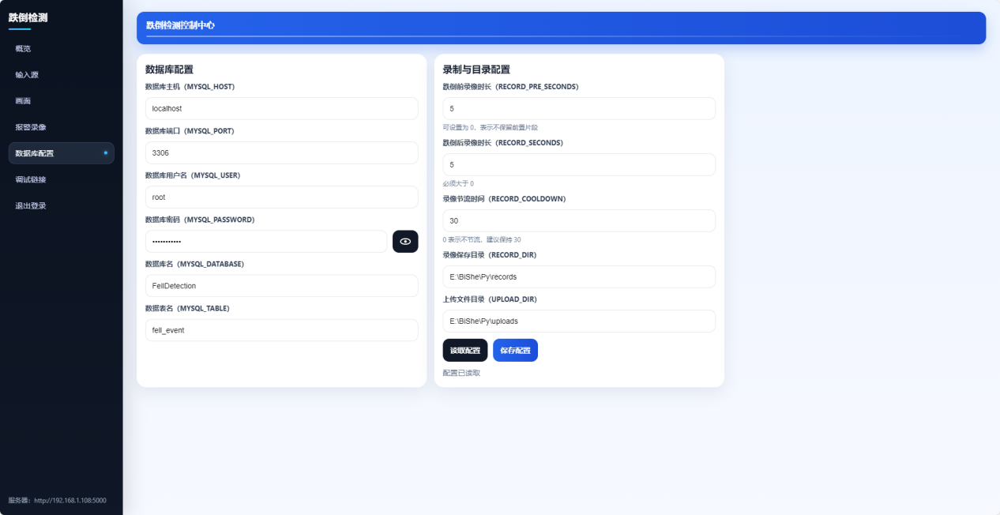 跌倒检测
概览
输入源
画面
报警录像
数据库配置
调试链接
退出登录
服务器：http://192.168.1.108:5000
跌倒检测控制中心
数据库配置
数据库主机（MYSQL_HOST）
localhost
数据库端口（MYSQL_PORT）
3306
数据库用户名（MYSQL_USER）
root
数据库密码（MYSQL_PASSWORD）
•••••••••••
数据库名（MYSQL_DATABASE）
FellDetection
数据表名（MYSQL_TABLE）
fell_event
录制与目录配置
跌倒前录像时长（RECORD_PRE_SECONDS）
5
可设置为 0，表示不保留前置片段
跌倒后录像时长（RECORD_SECONDS）
5
必须大于 0
录像节流时间（RECORD_COOLDOWN）
30
0 表示不节流，建议保持 30
录像保存目录（RECORD_DIR）
E:\BiShe\Py\records
上传文件目录（UPLOAD_DIR）
E:\BiShe\Py\uploads
读取配置 保存配置
配置已读取